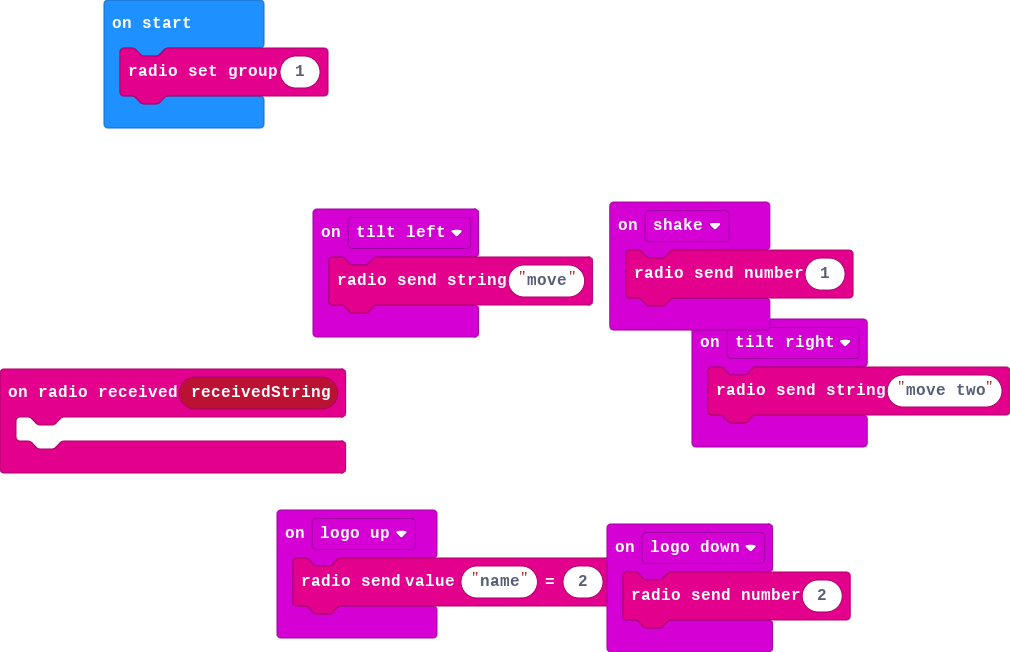 on start
radio set group 1
on tilt left
radio send string "move"
on shake
radio send number 1
on tilt right
radio send string "move two"
on radio received receivedString
on logo up
radio send value "name" = 2
on logo down
radio send number 2